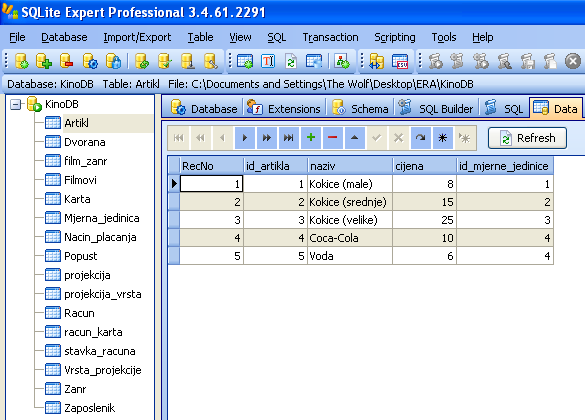 SQLite Expert Professional 3.4.61.2291
File Database Import/Export Table View SQL Transaction Scripting Tools Help
Database: KinoDB Table: Artikl File: C:\Documents and Settings\The Wolf\Desktop\ERA\KinoDB
KinoDB
Artikl
Dvorana
film_zanr
Filmovi
Karta
Mjerna_jedinica
Nacin_placanja
Popust
projekcija
projekcija_vrsta
Racun
racun_karta
stavka_racuna
Vrsta_projekcije
Zanr
Zaposlenik
Database Extensions Schema SQL Builder SQL Data
Refresh
RecNo id_artikla naziv cijena id_mjerne_jedinice
1 1 Kokice (male) 8 1
2 2 Kokice (srednje) 15 2
3 3 Kokice (velike) 25 3
4 4 Coca-Cola 10 4
5 5 Voda 6 4